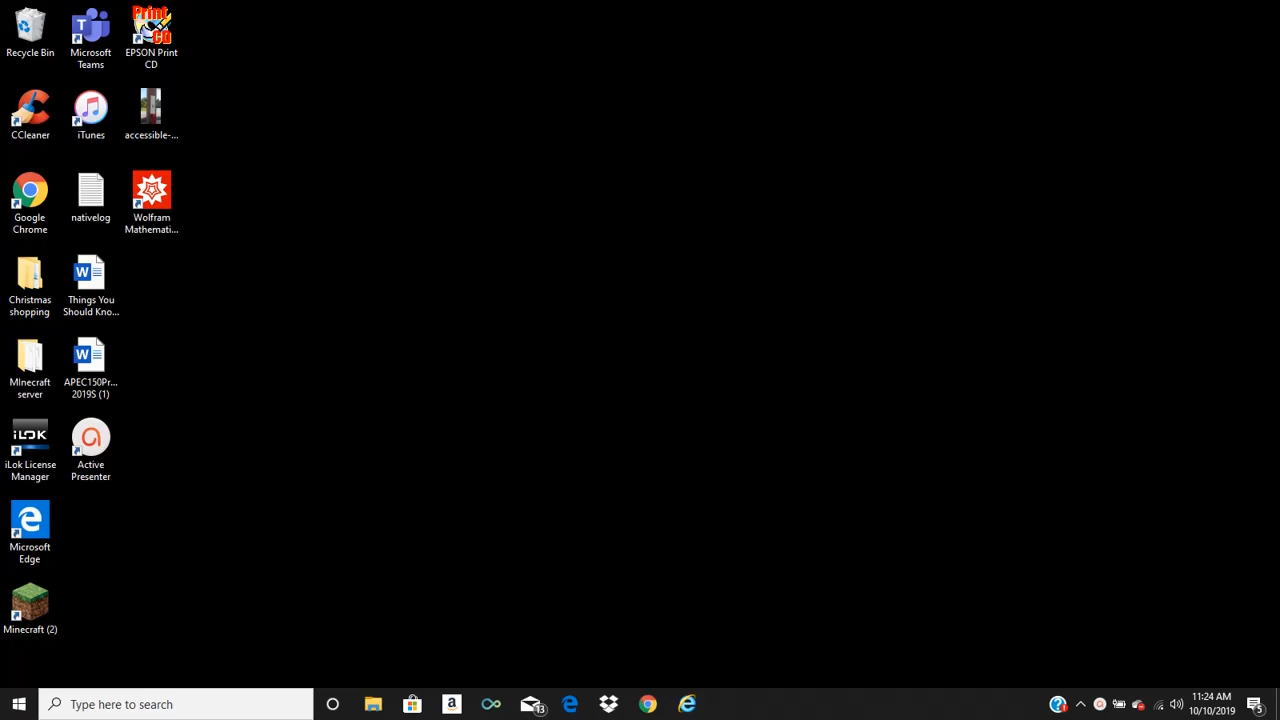 Recycle Bin
Microsoft
Teams
Print
CD
EPSON Print
CD
CCleaner
iTunes
accessible-...
Google
Chrome
nativelog
Wolfram
Mathemati...
Christmas
shopping
W
Things You
Should Kno...
MInecraft
server
W
APEC150Pr...
2019S (1)
iLOK
iLok License
Manager
Active
Presenter
Microsoft
Edge
Minecraft (2)
Type here to search
a
13
11:24 AM
10/10/2019
5